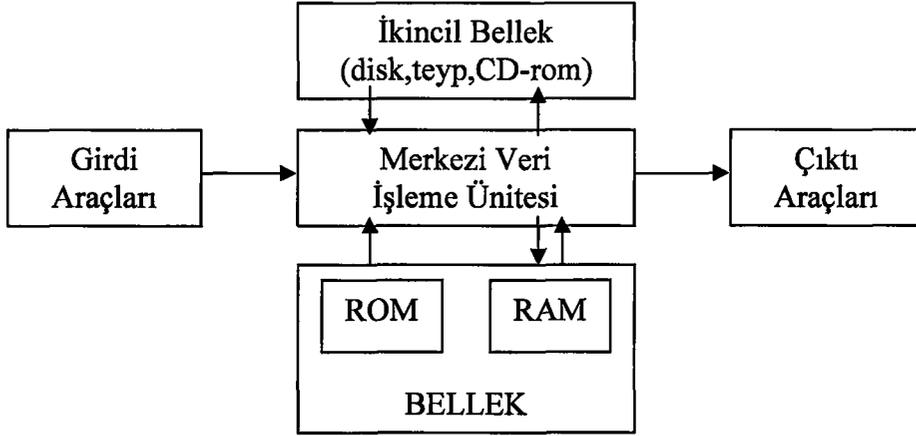 İkincil Bellek
(disk,teyp,CD-rom)
Girdi
Araçları
Merkezi Veri
İşleme Ünitesi
Çıktı
Araçları
ROM
RAM
BELLEK